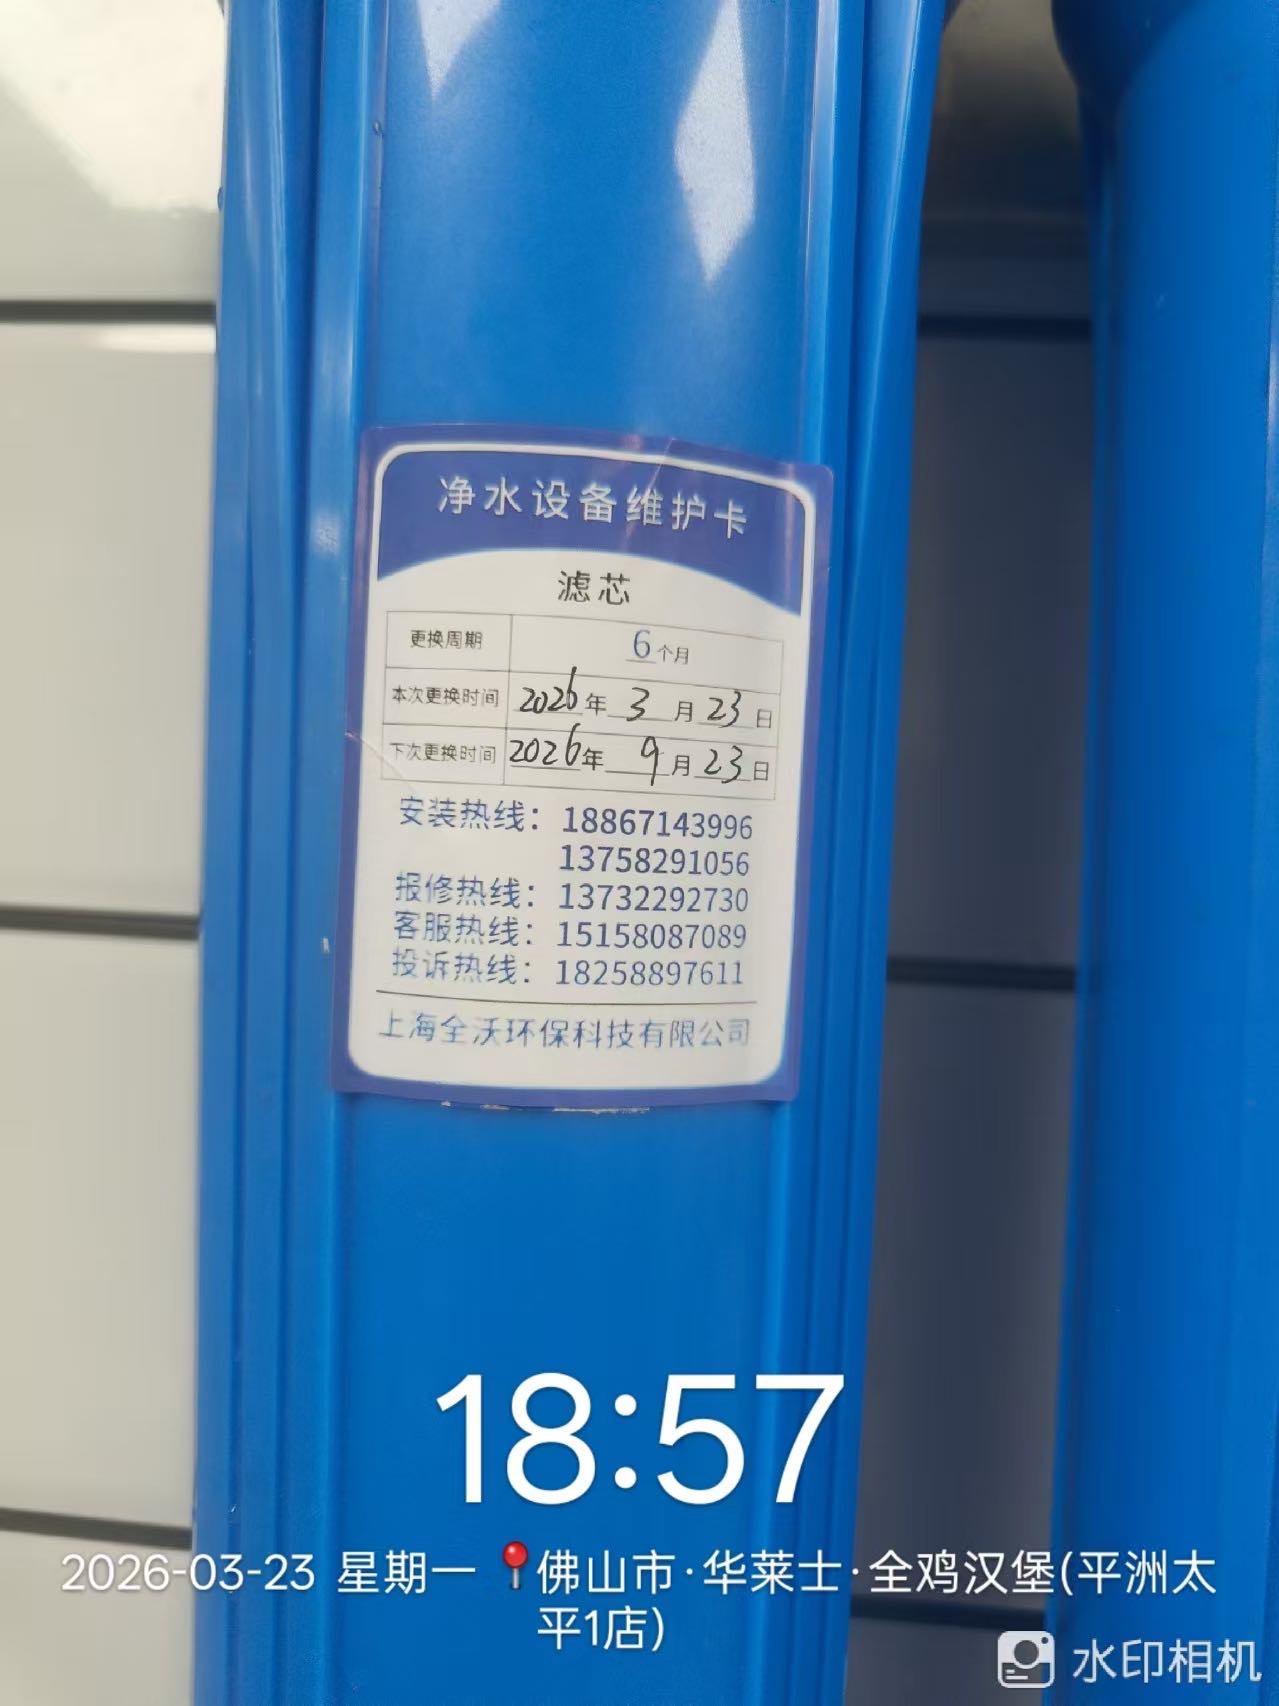 净水设备维护卡
滤芯
更换周期 6个月
本次更换时间 2026年3月23日
下次更换时间 2026年9月23日
安装热线：18867143996
13758291056
报修热线：13732292730
客服热线：15158087089
投诉热线：18258897611
上海全沃环保科技有限公司
18:57
2026-03-23 星期一 📍佛山市·华莱士·全鸡汉堡(平洲太
平1店)
水印相机